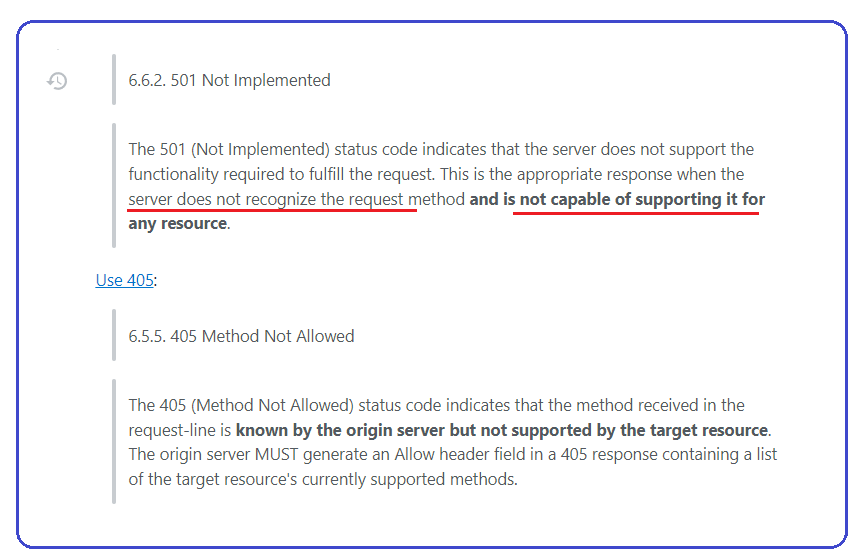 6.6.2. 501 Not Implemented
The 501 (Not Implemented) status code indicates that the server does not support the
functionality required to fulfill the request. This is the appropriate response when the
server does not recognize the request method and is not capable of supporting it for
any resource.
Use 405:
6.5.5. 405 Method Not Allowed
The 405 (Method Not Allowed) status code indicates that the method received in the
request-line is known by the origin server but not supported by the target resource.
The origin server MUST generate an Allow header field in a 405 response containing a list
of the target resource's currently supported methods.